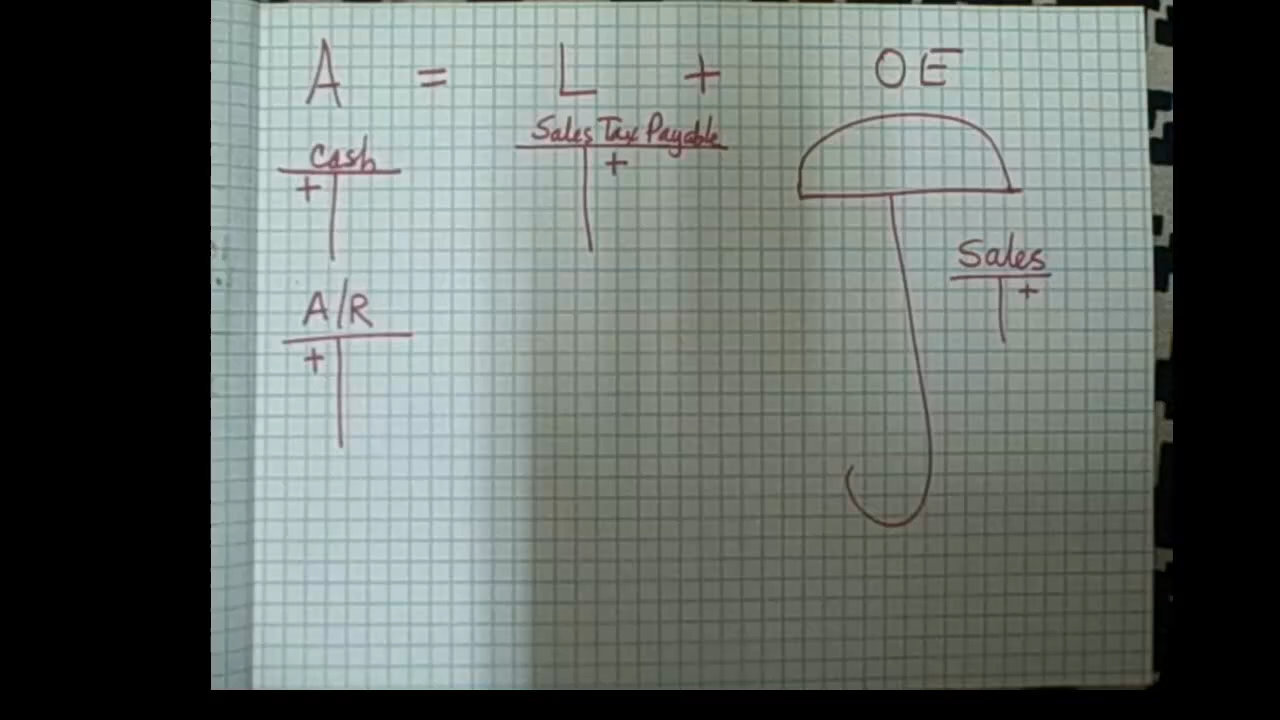 A = L + OE
Sales Tax Payable
+
Cash
+
Sales
+
A/R
+